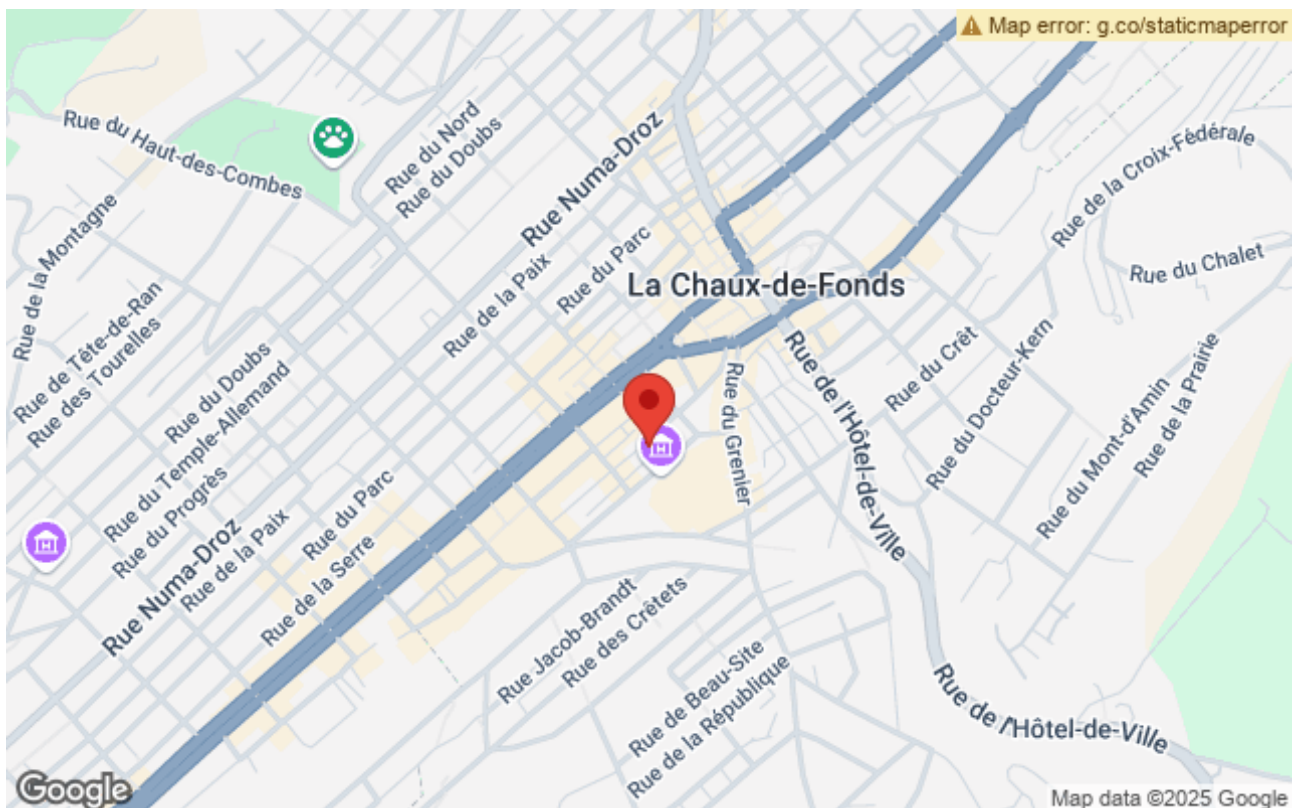 Map error: g.co/staticmaperror
Rue du Haut-des-Combes
Rue du Nord
Rue du Doubs
Rue Numa-Droz
Rue de la Croix-Fédérale
Rue de la Montagne
Rue du Parc
Rue de la Paix
Rue du Chalet
La Chaux-de-Fonds
Rue de Tête-de-Ran
Rue des Tourelles
Rue du Doubs
Rue du Temple-Allemand
Rue du Progrès
Rue du Crêt
Rue du Docteur-Kern
Rue du Mont-d'Amin
Rue de la Prairie
Rue de l'Hôtel-de-Ville
Rue du Grenier
Rue du Parc
Rue de la Paix
Rue Numa-Droz
Rue de la Serre
Rue Jacob-Brandt
Rue des Crêtets
Rue de Beau-Site
Rue de la République
Rue de l'Hôtel-de-Ville
H
H
Google
Map data ©2025 Google